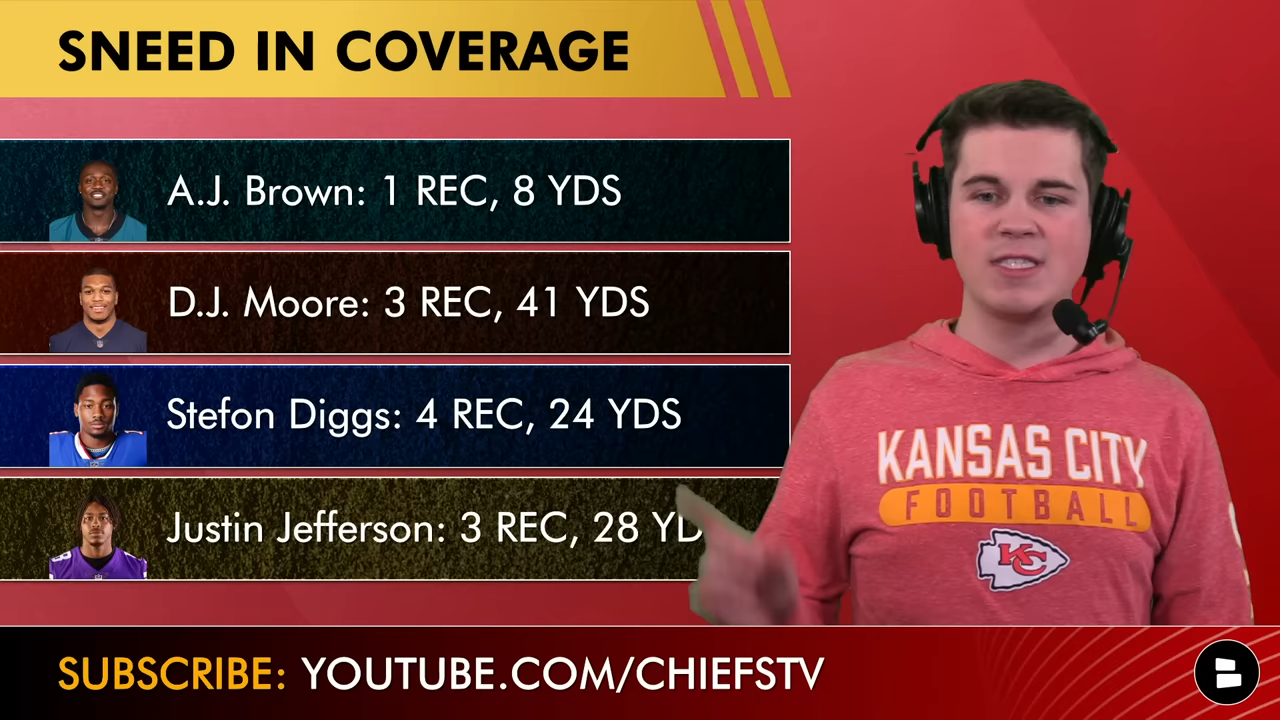 SNEED IN COVERAGE
A.J. Brown: 1 REC, 8 YDS
D.J. Moore: 3 REC, 41 YDS
Stefon Diggs: 4 REC, 24 YDS
Justin Jefferson: 3 REC, 28 YD
KANSAS CITY
FOOTBALL
KC
SUBSCRIBE: YOUTUBE.COM/CHIEFSTV